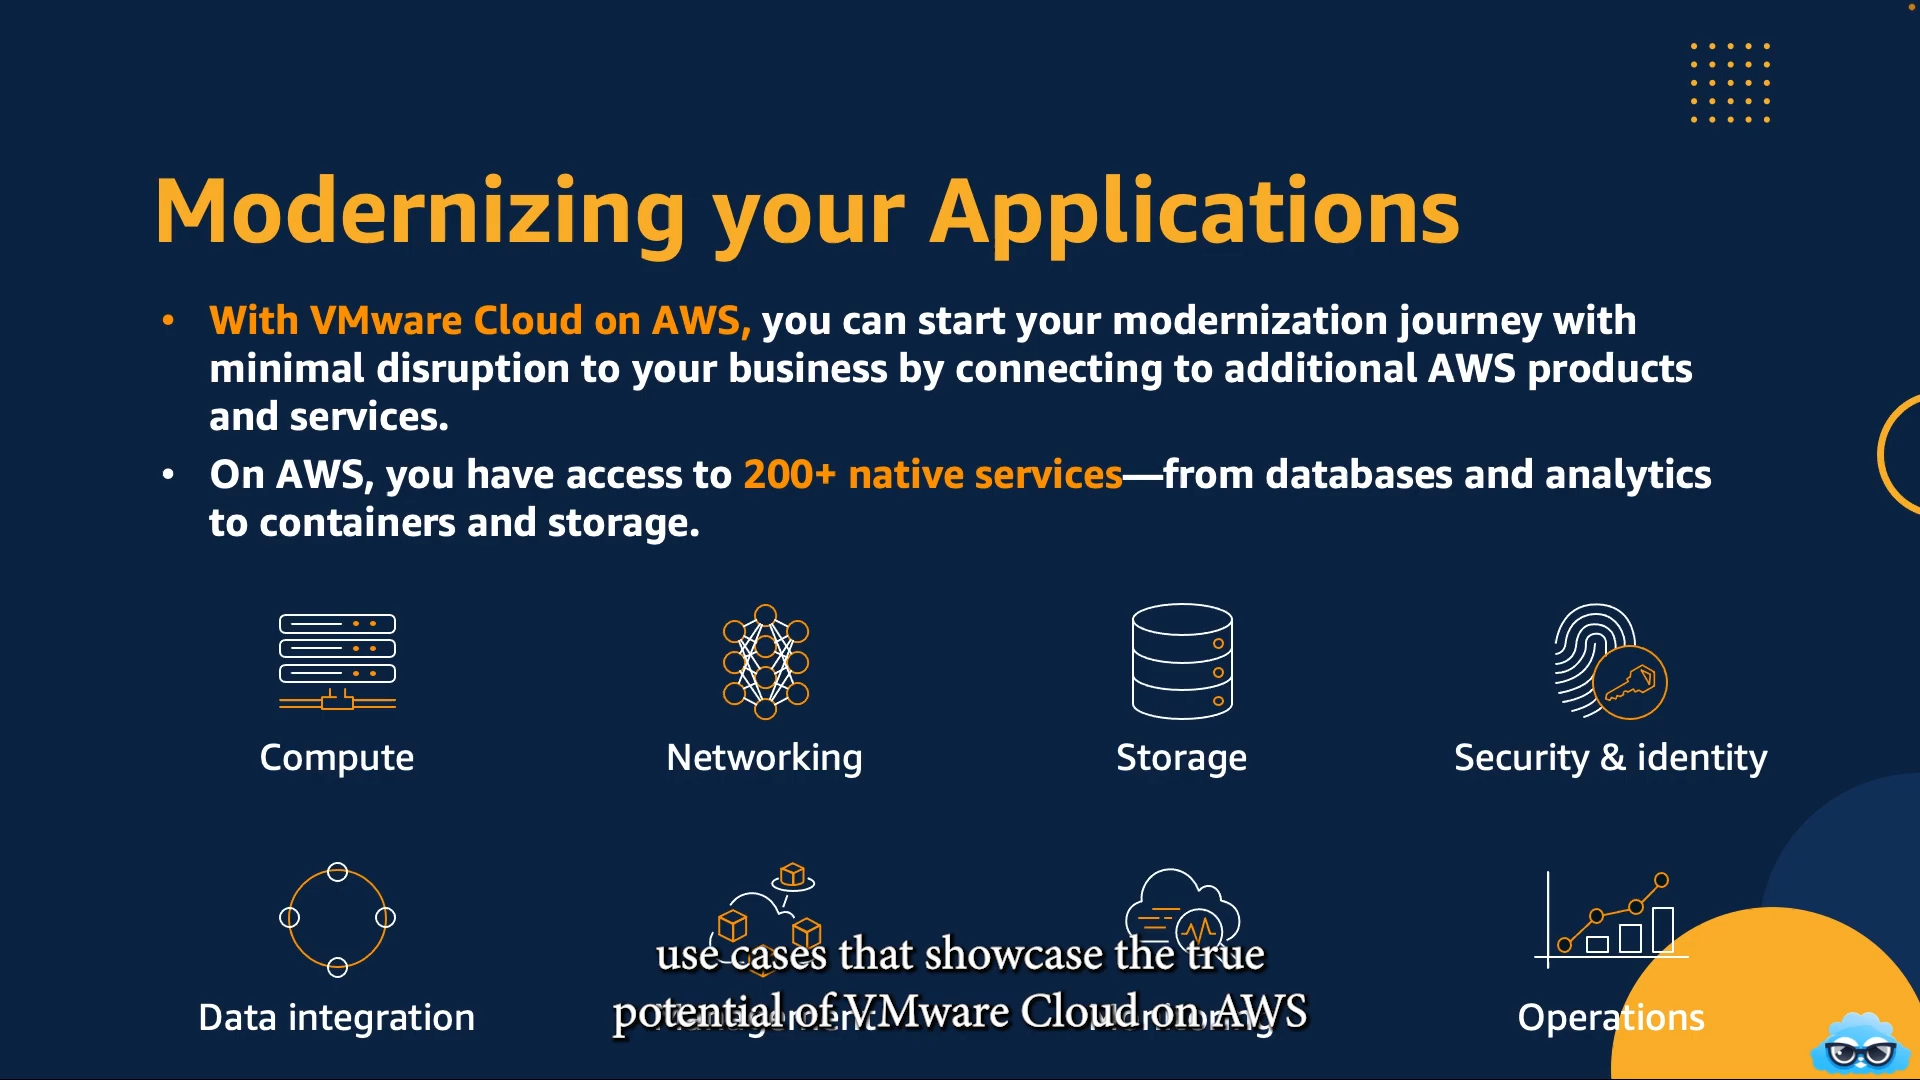 Modernizing your Applications
• With VMware Cloud on AWS, you can start your modernization journey with
minimal disruption to your business by connecting to additional AWS products
and services.
• On AWS, you have access to 200+ native services—from databases and analytics
to containers and storage.
Compute
Networking
Storage
Security & identity
Data integration
Management
Monitoring
Operations
use cases that showcase the true
potential of VMware Cloud on AWS